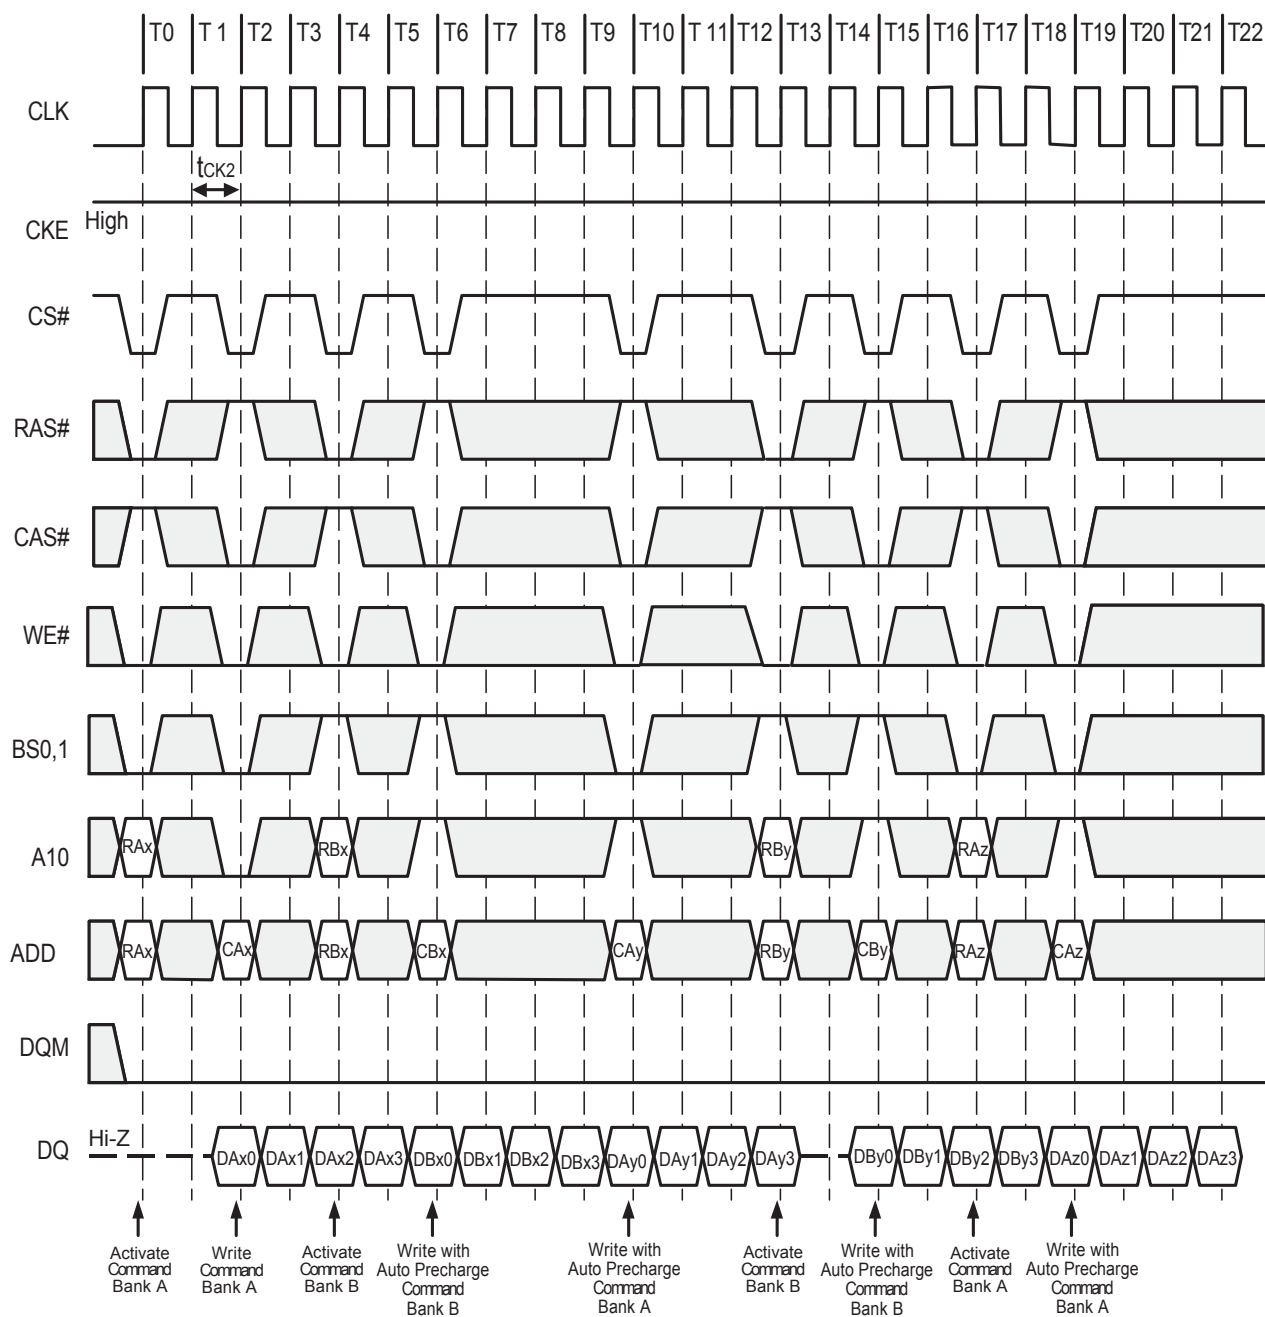 T0 T 1 T2 T3 T4 T5 T6 T7 T8 T9 T10 T 11 T12 T13 T14 T15 T16 T17 T18 T19 T20 T21 T22
CLK
tCK2
High
CKE
CS#
RAS#
CAS#
WE#
BS0,1
A10 RAx RBx RBy RAz
ADD RAx CAx RBx CBx CAy RBy CBy RAz CAz
DQM
Hi-Z
DQ DAx0 DAx1 DAx2 DAx3 DBx0 DBx1 DBx2 DBx3 DAy0 DAy1 DAy2 DAy3 DBy0 DBy1 DBy2 DBy3 DAz0 DAz1 DAz2 DAz3
Activate
Command
Bank A
Write
Command
Bank A
Activate
Command
Bank B
Write with
Auto Precharge
Command
Bank B
Write with
Auto Precharge
Command
Bank A
Activate
Command
Bank B
Write with
Auto Precharge
Command
Bank B
Activate
Command
Bank A
Write with
Auto Precharge
Command
Bank A